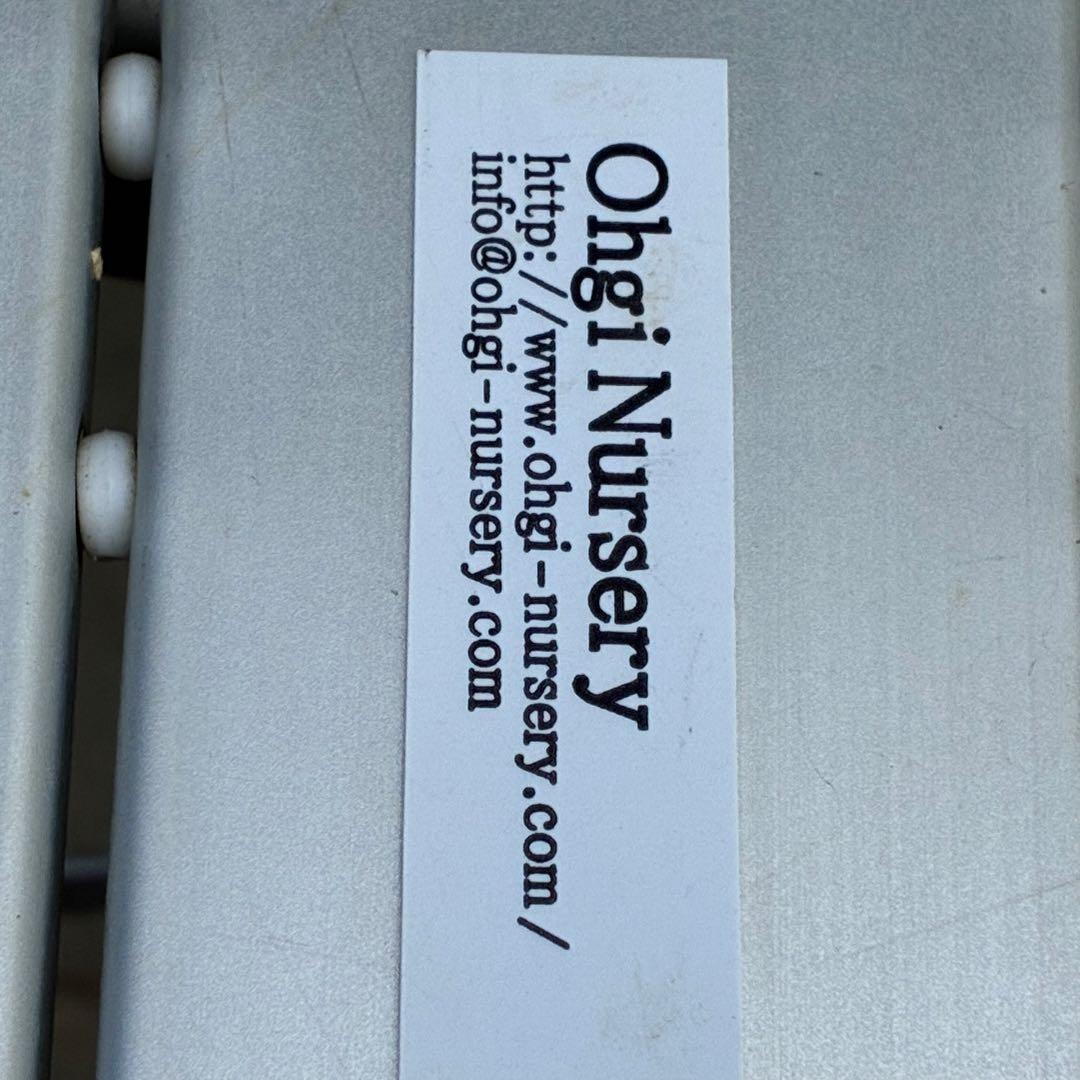 Ohgi Nursery
http://www.ohgi-nursery.com/
info@ohgi-nursery.com